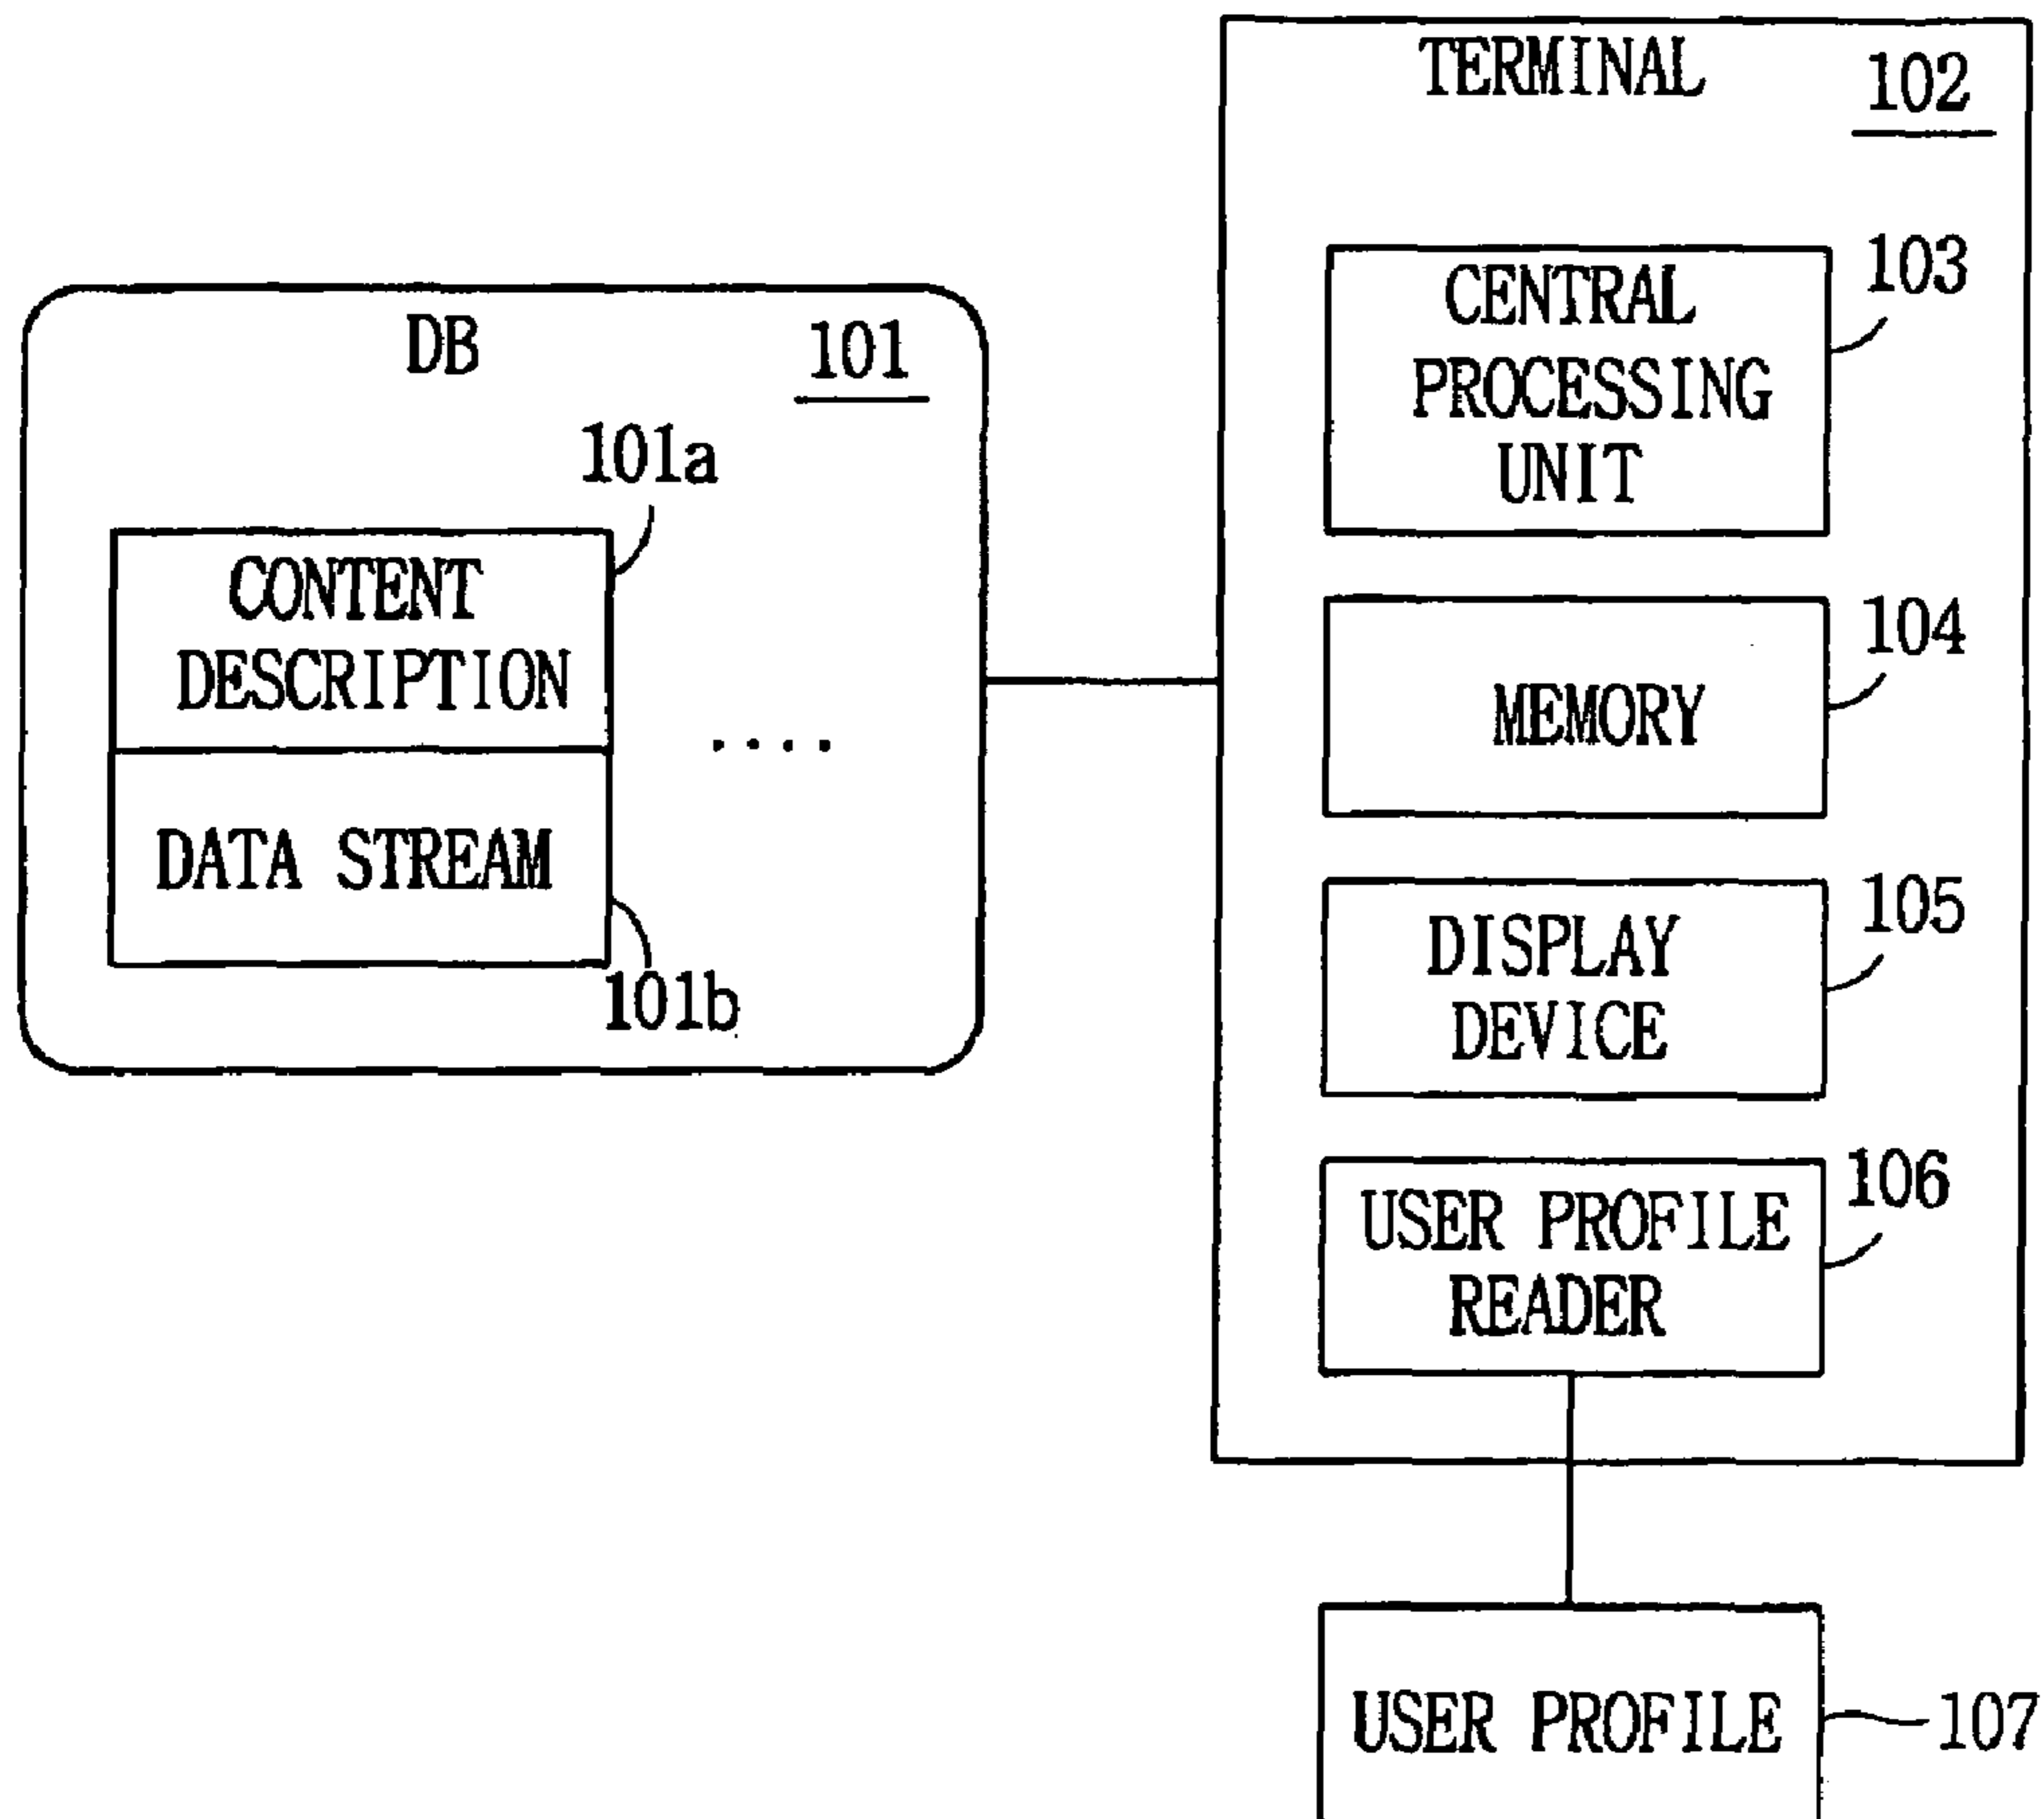 DB
101
101a
CONTENT
DESCRIPTION
....
DATA STREAM
101b
TERMINAL
102
CENTRAL
PROCESSING
UNIT
103
MEMORY
104
DISPLAY
DEVICE
105
USER PROFILE
READER
106
USER PROFILE
107